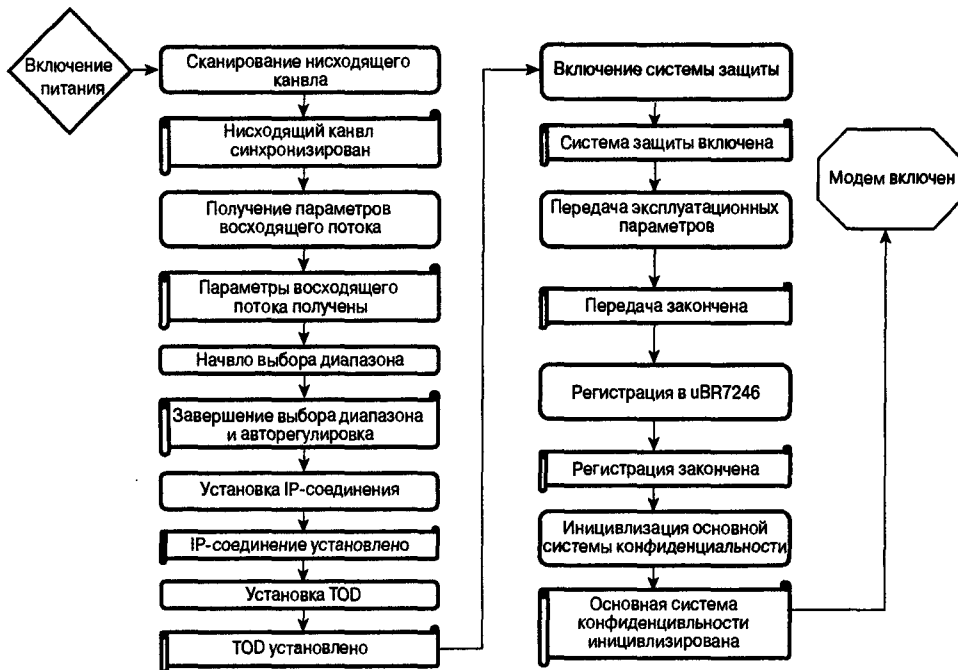 Включение
питания
Сканирование нисходящего
канвла
Нисходящий канвл
синхронизирован
Получение параметров
восходящего потока
Параметры восходящего
потока получены
Начвло выбора диапазона
Завершение выбора диапазона
и авторегулировка
Установка IP-соединения
IP-соединение установлено
Установка TOD
TOD установлено
Включение системы защиты
Система защиты включена
Передача эксплуатационных
параметров
Передача закончена
Регистрация в uBR7246
Регистрация закончена
Иницивлизация основной
системы конфиденциальности
Основная система
конфиденцивльности
иницивлизирована
Модем включен